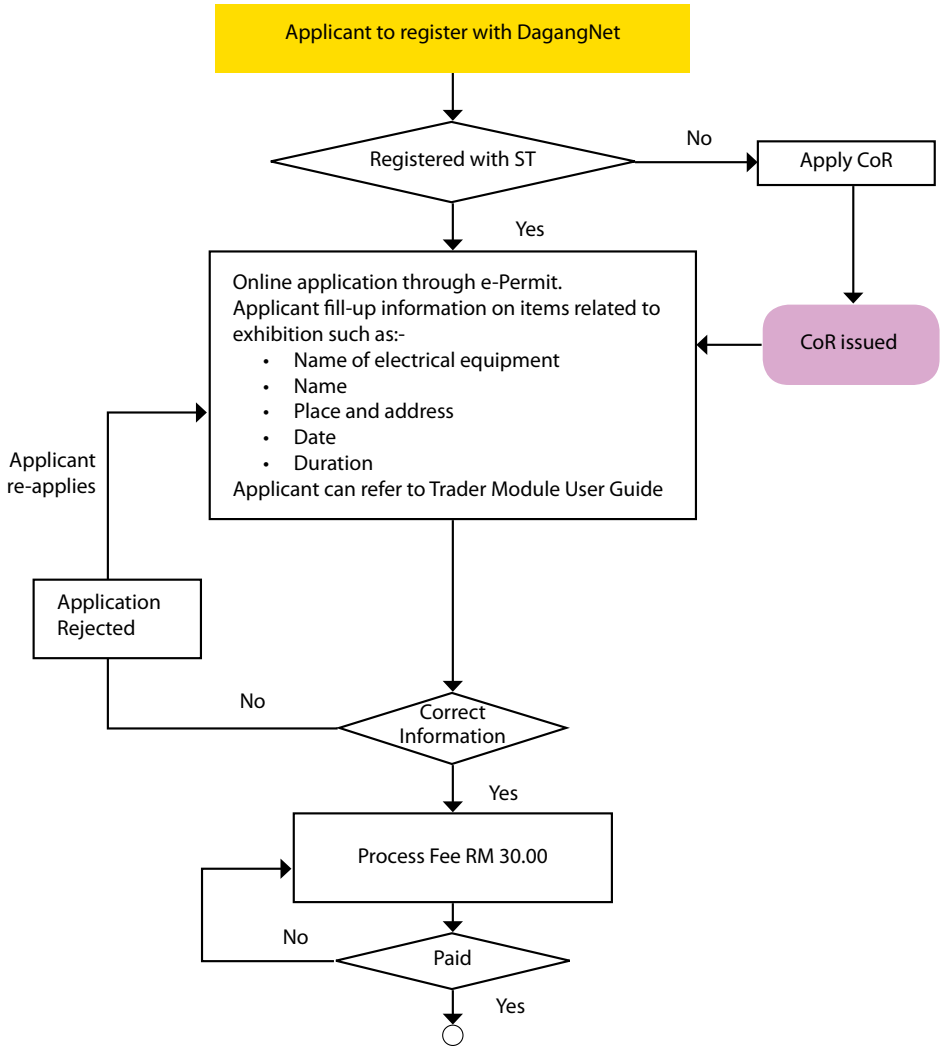 Applicant to register with DagangNet
Registered with ST
No
Apply CoR
Yes
Online application through e-Permit.
Applicant fill-up information on items related to
exhibition such as:-
• Name of electrical equipment
• Name
• Place and address
• Date
• Duration
Applicant can refer to Trader Module User Guide
CoR issued
Applicant
re-applies
Application
Rejected
No
Correct
Information
Yes
Process Fee RM 30.00
No
Paid
Yes